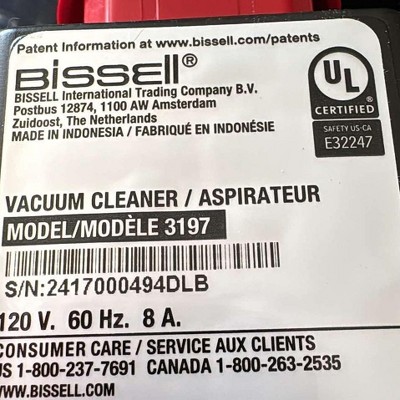 Patent Information at www.bissell.com/patents
BISSELL®
BISSELL International Trading Company B.V.
Postbus 12874, 1100 AW Amsterdam
Zuidoost, The Netherlands
MADE IN INDONESIA / FABRIQUÉ EN INDONÉSIE
UL
CERTIFIED
SAFETY US-CA
E32247
VACUUM CLEANER / ASPIRATEUR
MODEL/MODÈLE 3197
S/N:2417000494DLB
120 V. 60 Hz. 8 A.
CONSUMER CARE / SERVICE AUX CLIENTS
US 1-800-237-7691 CANADA 1-800-263-2535
www.BISSELL.COM